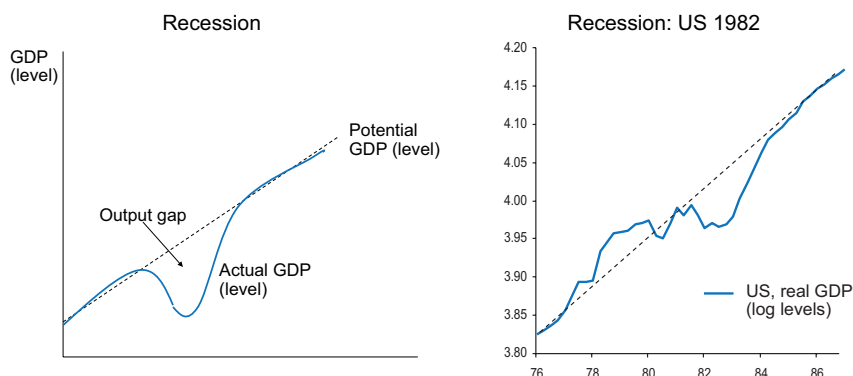 Recession
GDP
(level)
Potential
GDP (level)
Output gap
Actual GDP
(level)
Recession: US 1982
4.20
4.15
4.10
4.05
4.00
3.95
3.90
3.85
3.80
US, real GDP
(log levels)
76 78 80 82 84 86